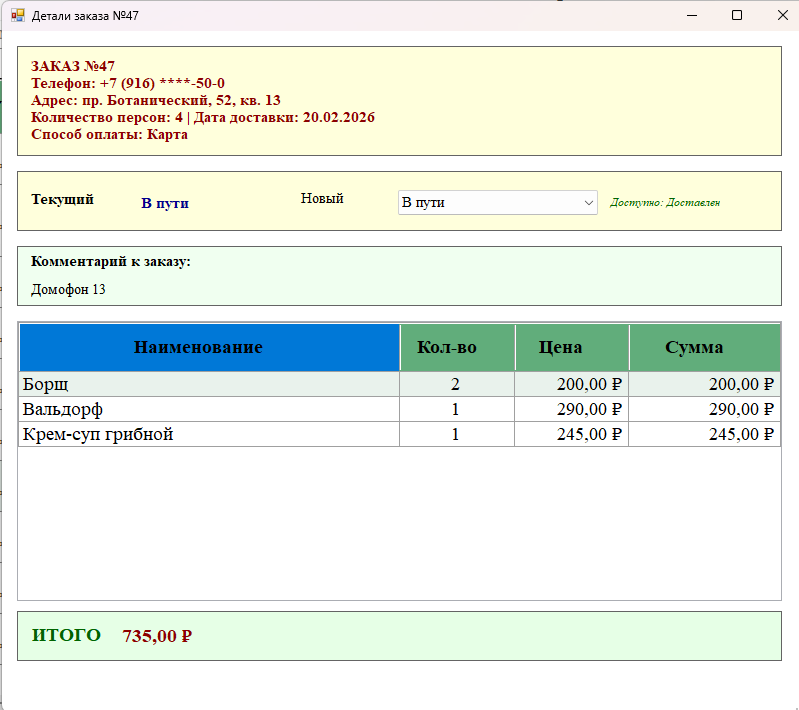 Детали заказа №47
ЗАКАЗ №47
Телефон: +7 (916) ****-50-0
Адрес: пр. Ботанический, 52, кв. 13
Количество персон: 4 | Дата доставки: 20.02.2026
Способ оплаты: Карта
Текущий В пути Новый В пути Доступно: Доставлен
Комментарий к заказу:
Домофон 13
Наименование Кол-во Цена Сумма
Борщ 2 200,00 ₽ 200,00 ₽
Вальдорф 1 290,00 ₽ 290,00 ₽
Крем-суп грибной 1 245,00 ₽ 245,00 ₽
ИТОГО 735,00 ₽